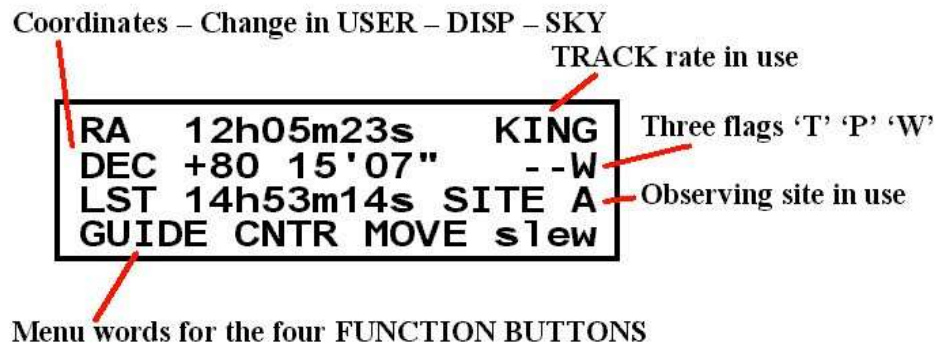 Coordinates – Change in USER – DISP – SKY
TRACK rate in use
RA 12h05m23s KING
Three flags ‘T’ ‘P’ ‘W’
DEC +80 15'07" --W
Observing site in use
LST 14h53m14s SITE A
GUIDE CNTR MOVE slew
Menu words for the four FUNCTION BUTTONS